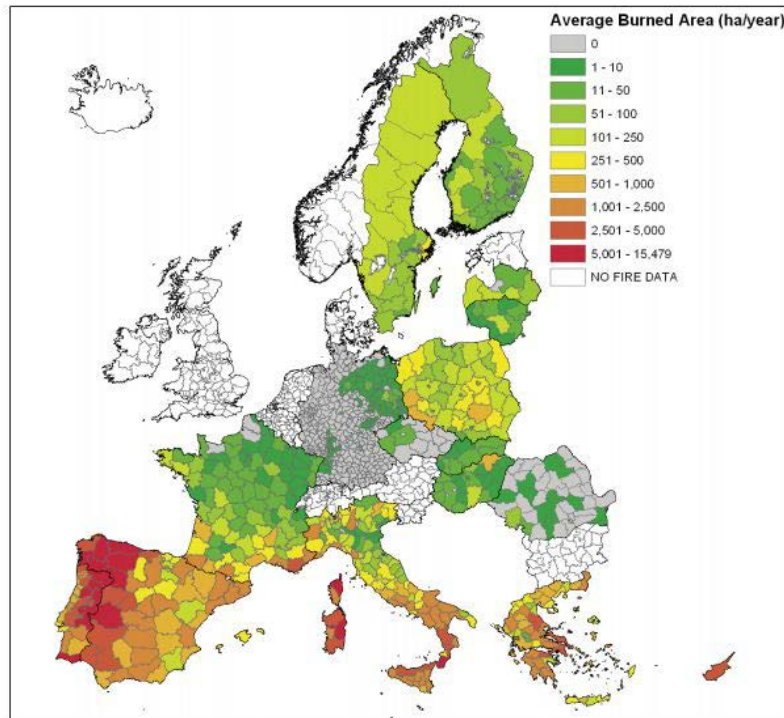 Average Burned Area (ha/year)
0
1 - 10
11 - 50
51 - 100
101 - 250
251 - 500
501 - 1,000
1,001 - 2,500
2,501 - 5,000
5,001 - 15,479
NO FIRE DATA